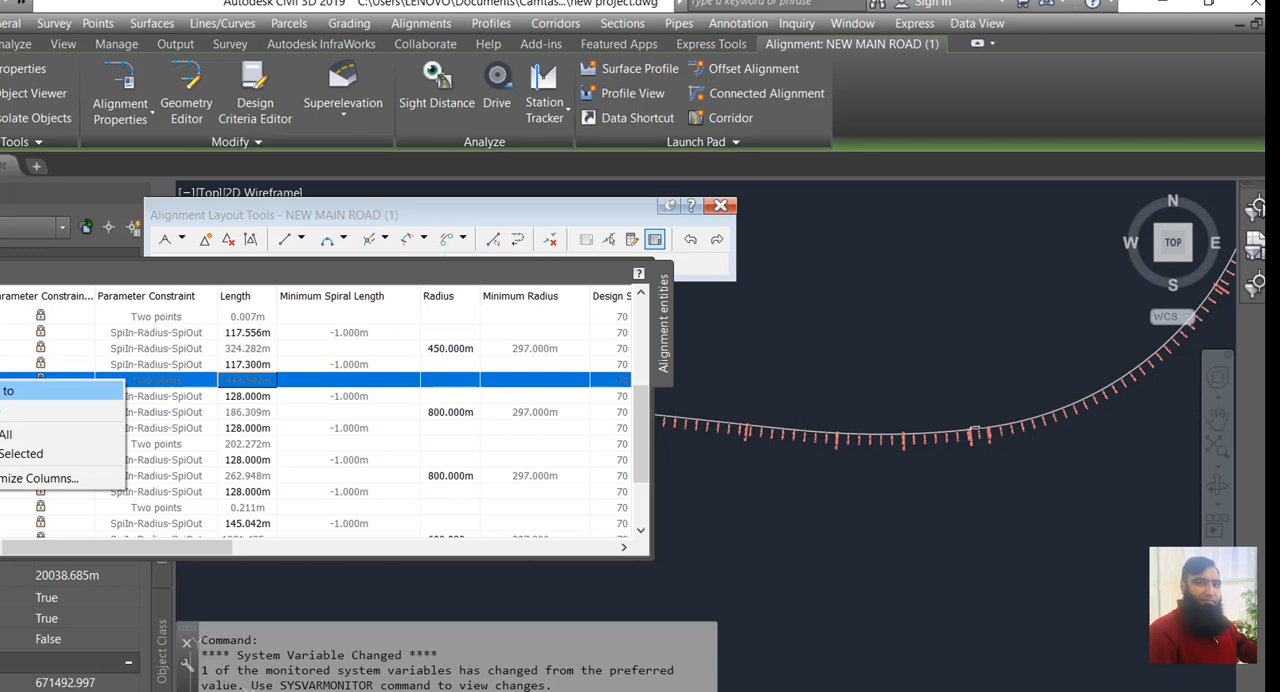 Autodesk Civil 3D 2019 C:\Users\LENOVO\Documents\Camtas...\new project.dwg Type a keyword or phrase Sign In
eral Survey Points Surfaces Lines/Curves Parcels Grading Alignments Profiles Corridors Sections Pipes Annotation Inquiry Window Express Data View
nalyze View Manage Output Survey Autodesk InfraWorks Collaborate Help Add-ins Featured Apps Express Tools Alignment: NEW MAIN ROAD (1)
roperties
bject Viewer
solate Objects
Tools
Alignment Properties
Geometry Editor
Design Criteria Editor
Superelevation
Modify
Sight Distance
Drive
Station Tracker
Analyze
Surface Profile
Profile View
Data Shortcut
Offset Alignment
Connected Alignment
Corridor
Launch Pad
+
[−][Top][2D Wireframe]
Alignment Layout Tools - NEW MAIN ROAD (1)
?
?
arameter Constrain... Parameter Constraint Length Minimum Spiral Length Radius Minimum Radius Design S
Two points 0.007m 70
SpiIn-Radius-SpiOut 117.556m -1.000m 70
SpiIn-Radius-SpiOut 324.282m 450.000m 297.000m 70
SpiIn-Radius-SpiOut 117.300m -1.000m 70
Two points
SpiIn-Radius-SpiOut 128.000m -1.000m 70
SpiIn-Radius-SpiOut 186.309m 800.000m 297.000m 70
SpiIn-Radius-SpiOut 128.000m -1.000m 70
Two points 202.272m 70
SpiIn-Radius-SpiOut 128.000m -1.000m 70
SpiIn-Radius-SpiOut 262.948m 800.000m 297.000m 70
SpiIn-Radius-SpiOut 128.000m -1.000m 70
Two points 0.211m 70
SpiIn-Radius-SpiOut 145.042m -1.000m 70
Alignment entities
to
All
Selected
mize Columns...
20038.685m
True
True
False
671492.997
Object Class
N
W TOP E
S
WCS
Command:
**** System Variable Changed ****
1 of the monitored system variables has changed from the preferred
value. Use SYSVARMONITOR command to view changes.